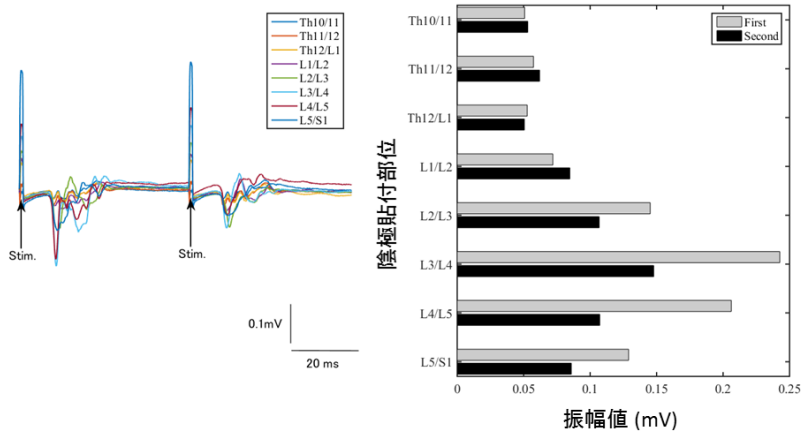 Th10/11
Th11/12
Th12/L1
L1/L2
L2/L3
L3/L4
L4/L5
L5/S1
Stim.
Stim.
0.1mV
20 ms
First
Second
陰極貼付部位
Th10/11
Th11/12
Th12/L1
L1/L2
L2/L3
L3/L4
L4/L5
L5/S1
0 0.05 0.1 0.15 0.2 0.25
振幅値 (mV)